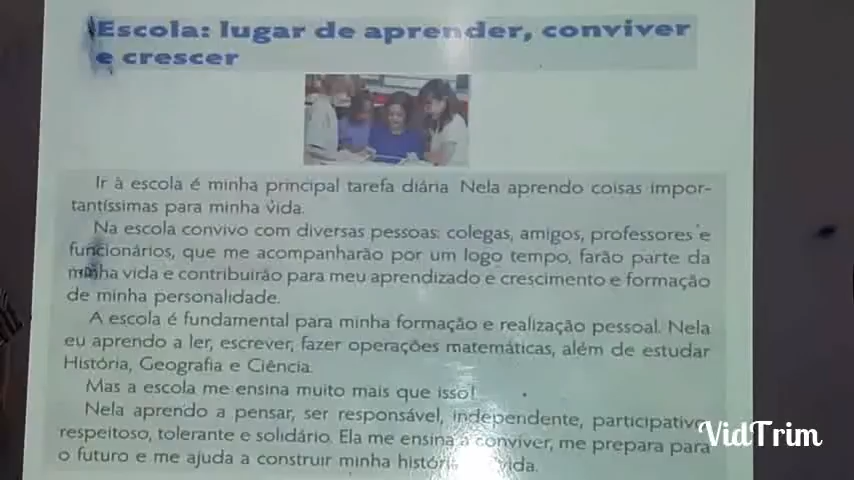 Escola: lugar de aprender, conviver
e crescer
Ir à escola é minha principal tarefa diária. Nela aprendo coisas impor-
tantíssimas para minha vida.
Na escola convivo com diversas pessoas: colegas, amigos, professores e
funcionários, que me acompanharão por um logo tempo, farão parte da
minha vida e contribuirão para meu aprendizado e crescimento e formação
de minha personalidade.
A escola é fundamental para minha formação e realização pessoal. Nela
eu aprendo a ler, escrever, fazer operações matemáticas, além de estudar
História, Geografia e Ciência.
Mas a escola me ensina muito mais que isso!
Nela aprendo a pensar, ser responsável, independente, participativo,
respeitoso, tolerante e solidário. Ela me ensina a conviver, me prepara para
o futuro e me ajuda a construir minha história vida.
VidTrim